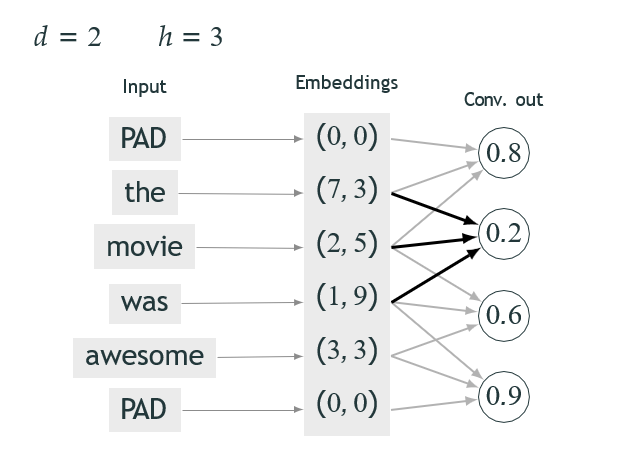 d = 2 h = 3
Input Embeddings Conv. out
PAD (0, 0) 0.8
the (7, 3)
movie (2, 5) 0.2
was (1, 9) 0.6
awesome (3, 3)
PAD (0, 0) 0.9